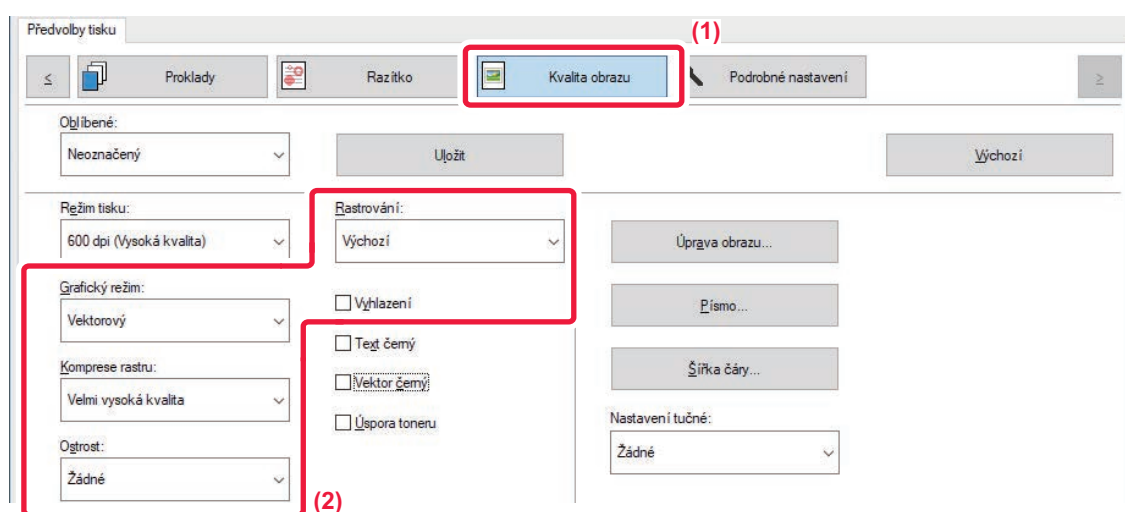 Předvolby tisku
(1)
≤ Proklady Razítko Kvalita obrazu Podrobné nastavení ≥
Oblíbené:
Neoznačený Uložit Výchozí
Režim tisku: Rastrování:
600 dpi (Vysoká kvalita) Výchozí Úprava obrazu...
Grafický režim:
Vektorový Vyhlazení Písmo...
Text černý
Komprese rastru: Šířka čáry...
Velmi vysoká kvalita Vektor černý
Úspora toneru Nastavení tučné:
Ostrost: Žádné
Žádné
(2)